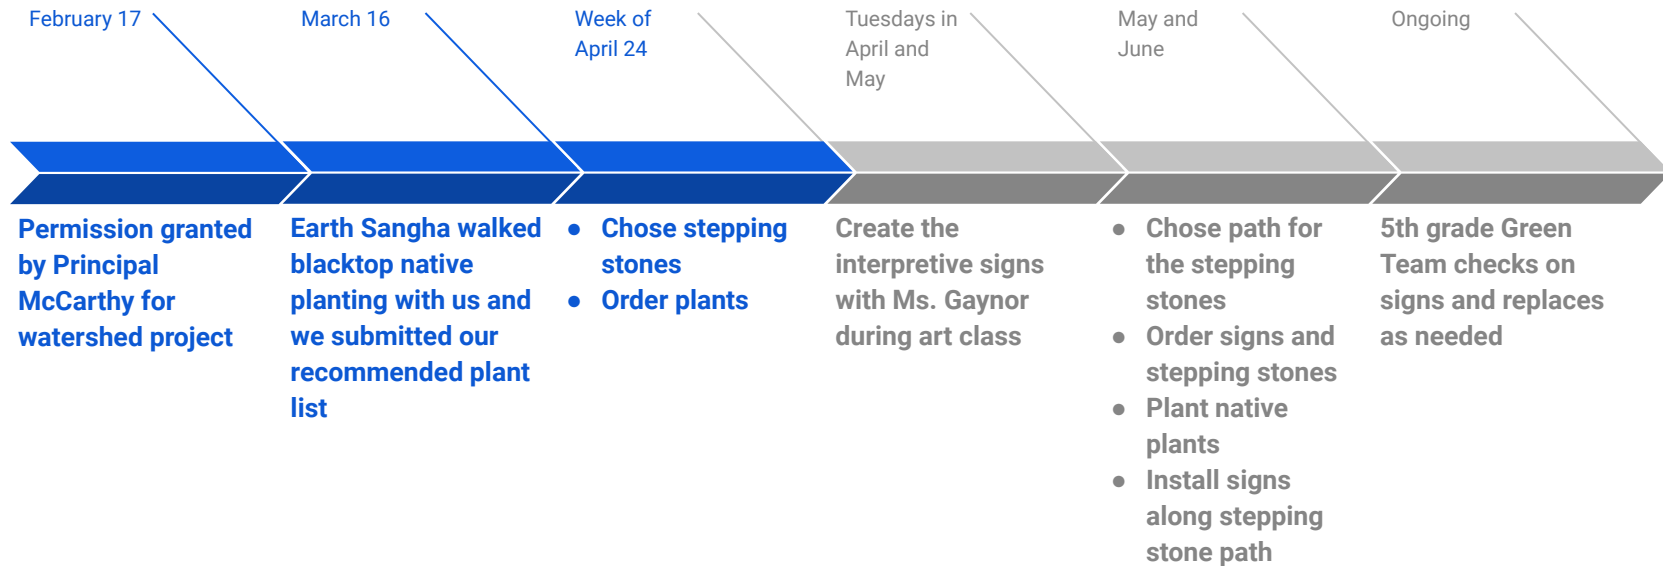 February 17
March 16
Week of
April 24
Tuesdays in
April and
May
May and
June
Ongoing
Permission granted
by Principal
McCarthy for
watershed project
Earth Sangha walked
blacktop native
planting with us and
we submitted our
recommended plant
list
● Chose stepping
stones
● Order plants
Create the
interpretive signs
with Ms. Gaynor
during art class
● Chose path for
the stepping
stones
● Order signs and
stepping stones
● Plant native
plants
● Install signs
along stepping
stone path
5th grade Green
Team checks on
signs and replaces
as needed